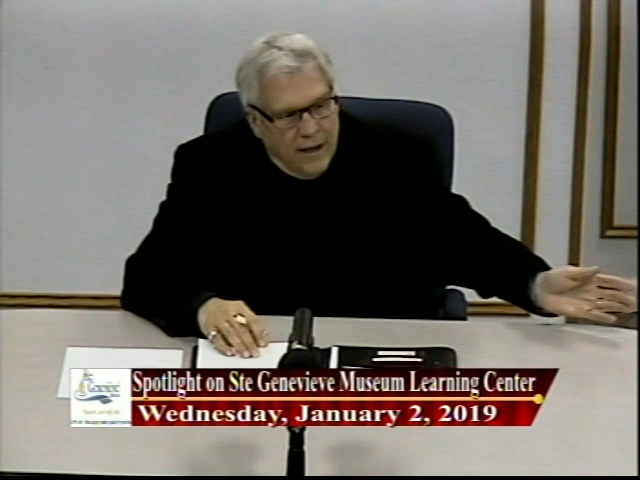 Spotlight on Ste Genevieve Museum Learning Center
Wednesday, January 2, 2019